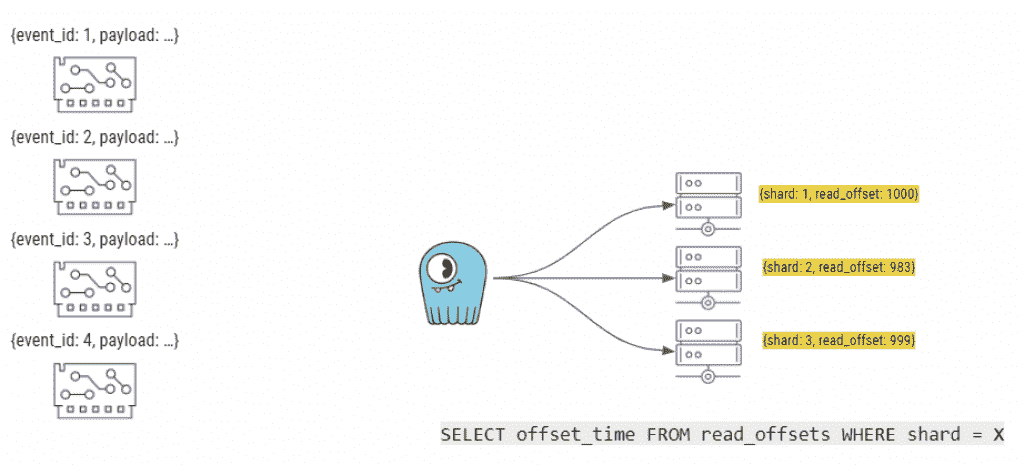 {event_id: 1, payload: ...}
{event_id: 2, payload: ...}
{event_id: 3, payload: ...}
{event_id: 4, payload: ...}
{shard: 1, read_offset: 1000}
{shard: 2, read_offset: 983}
{shard: 3, read_offset: 999}
SELECT offset_time FROM read_offsets WHERE shard = X